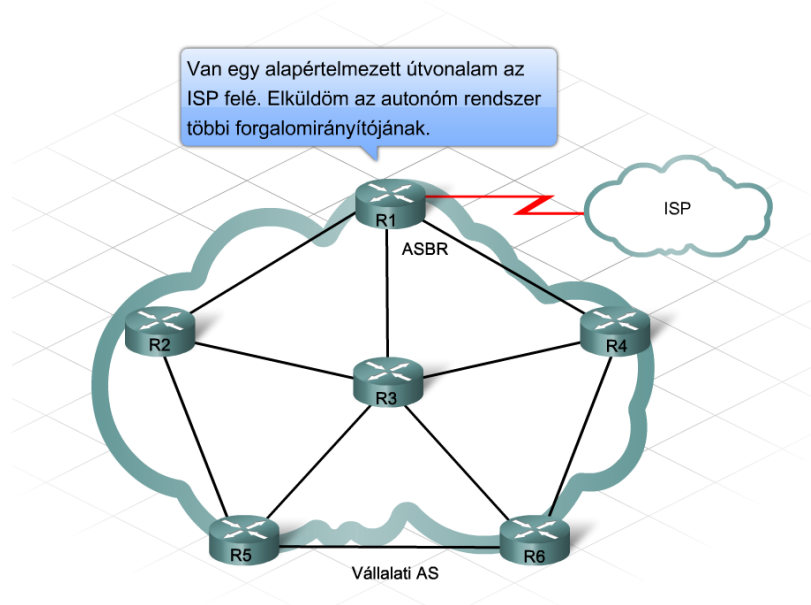 Van egy alapértelmezett útvonalam az
ISP felé. Elküldöm az autonóm rendszer
többi forgalomirányítójának.
R1
ISP
ASBR
R2
R4
R3
R5
R6
Vállalati AS